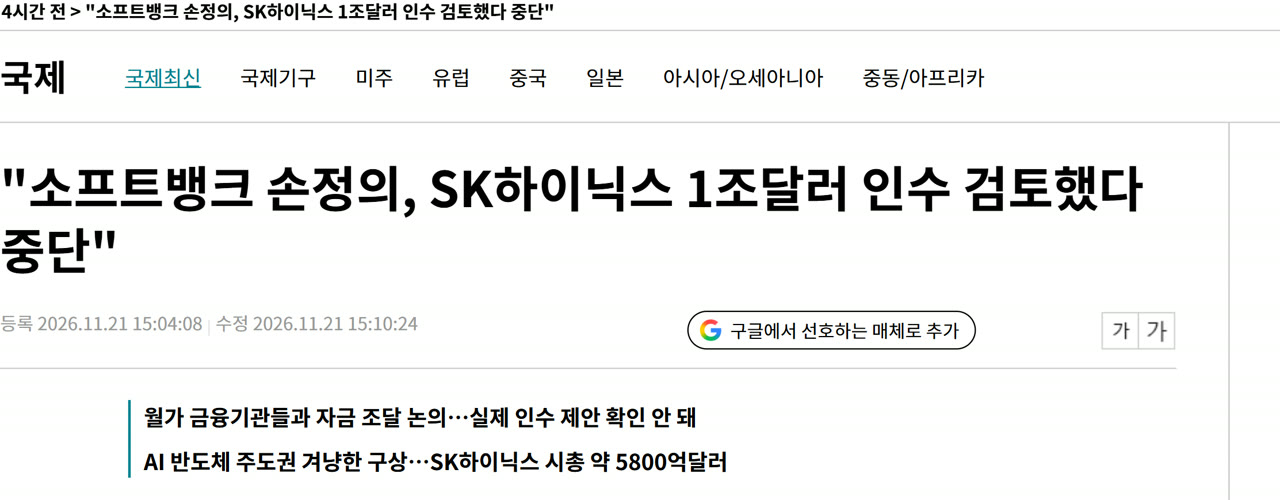 4시간 전 > "소프트뱅크 손정의, SK하이닉스 1조달러 인수 검토했다 중단"
국제 국제최신 국제기구 미주 유럽 중국 일본 아시아/오세아니아 중동/아프리카
"소프트뱅크 손정의, SK하이닉스 1조달러 인수 검토했다
중단"
등록 2026.11.21 15:04:08 | 수정 2026.11.21 15:10:24 구글에서 선호하는 매체로 추가 가 가
월가 금융기관들과 자금 조달 논의…실제 인수 제안 확인 안 돼
AI 반도체 주도권 겨냥한 구상…SK하이닉스 시총 약 5800억달러